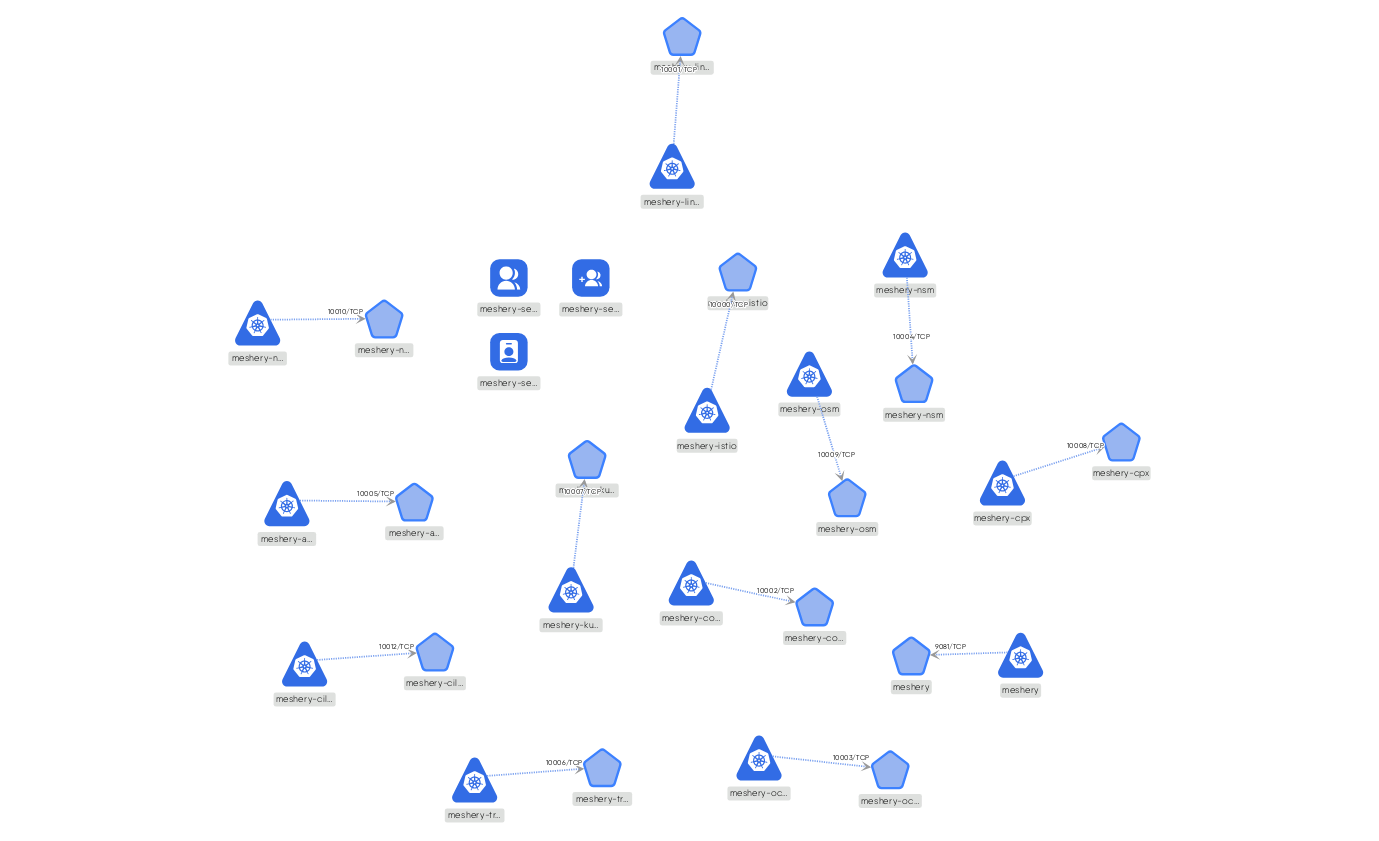 10001/TCP
meshery-lin...
meshery-nsm
meshery-se...
meshery-se...
10000/TCP
istio
10010/TCP
10004/TCP
meshery-n...
meshery-n...
meshery-se...
meshery-osm
meshery-nsm
meshery-istio
10008/TCP
10009/TCP
meshery-cpx
10007/TCP
10005/TCP
meshery-cpx
meshery-osm
meshery-a...
meshery-a...
10002/TCP
meshery-co...
meshery-ku...
meshery-co...
10012/TCP
9081/TCP
meshery-cil...
meshery
meshery
meshery-cil...
10003/TCP
10006/TCP
meshery-oc...
meshery-tr...
meshery-oc...
meshery-tr...